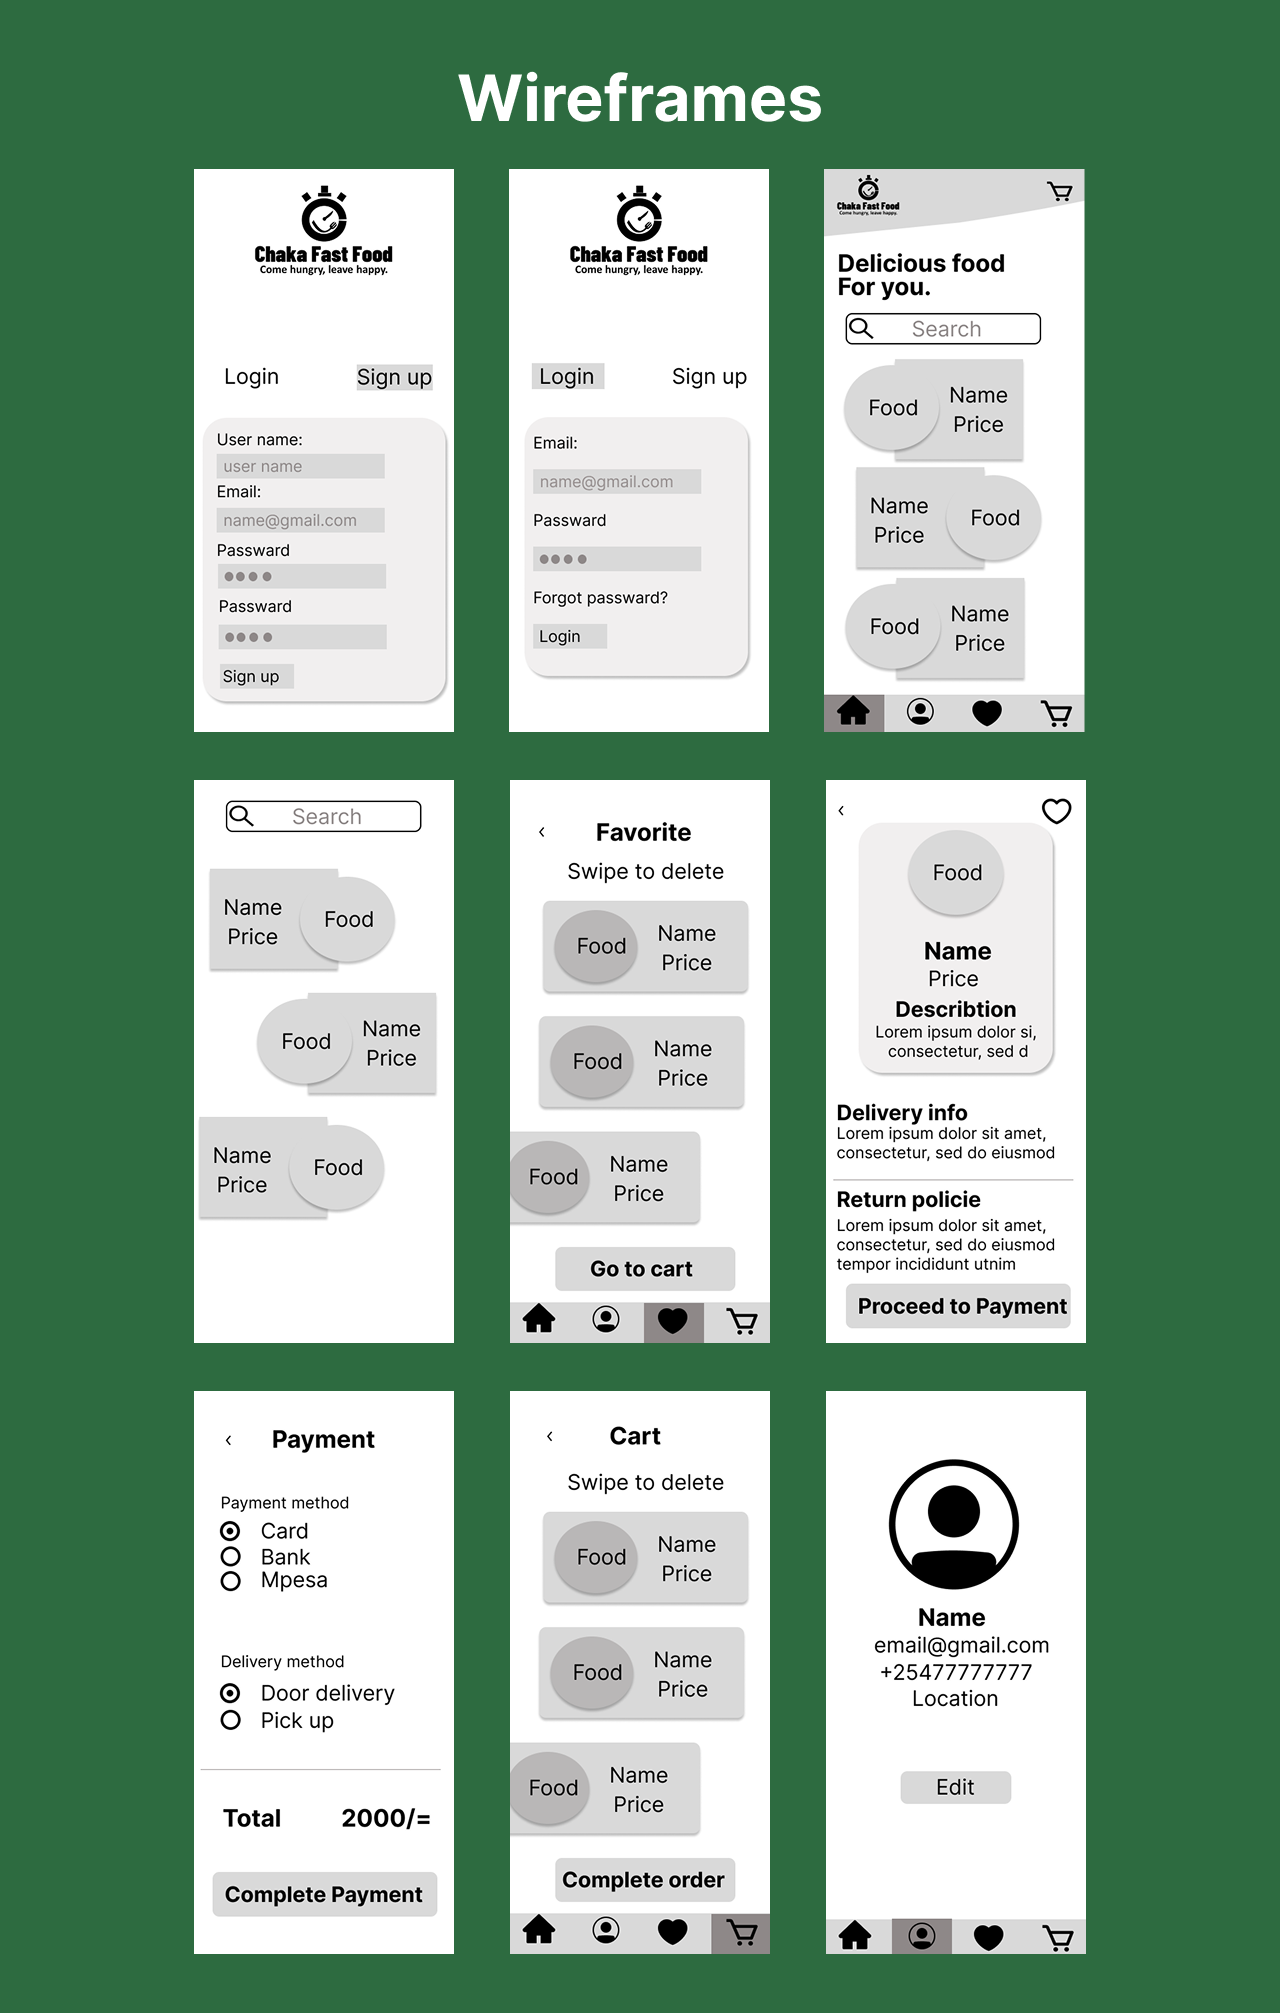 Wireframes
Chaka Fast Food
Come hungry, leave happy.
Login
Sign up
User name:
user name
Email:
name@gmail.com
Passward
Passward
Sign up
Chaka Fast Food
Come hungry, leave happy.
Login
Sign up
Email:
name@gmail.com
Passward
Forgot password?
Login
Chaka Fast Food
Come hungry, leave happy.
Delicious food
For you.
Search
Food
Name
Price
Name
Price
Food
Food
Name
Price
Search
Name
Price
Food
Food
Name
Price
Name
Price
Food
Favorite
Swipe to delete
Food
Name
Price
Food
Name
Price
Food
Name
Price
Go to cart
Food
Name
Price
Describtion
Lorem ipsum dolor si,
consectetur, sed d
Delivery info
Lorem ipsum dolor sit amet,
consectetur, sed do eiusmod
Return policie
Lorem ipsum dolor sit amet,
consectetur, sed do eiusmod
tempor incididunt utnim
Proceed to Payment
Payment
Payment method
Card
Bank
Mpesa
Delivery method
Door delivery
Pick up
Total 2000/=
Complete Payment
Cart
Swipe to delete
Food
Name
Price
Food
Name
Price
Food
Name
Price
Complete order
Name
email@gmail.com
+25477777777
Location
Edit